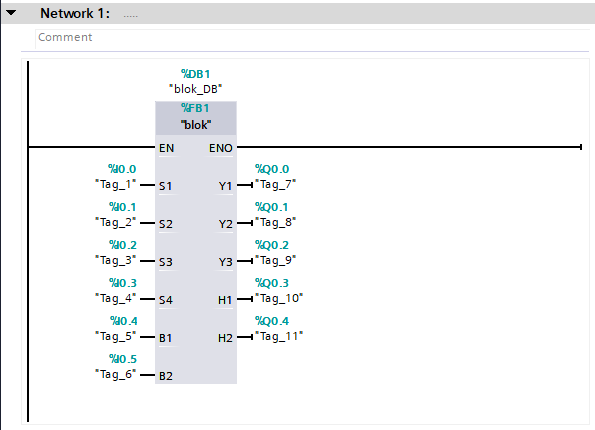 Network 1: .....
Comment
%DB1
"blok_DB"
%FB1
"blok"
EN ENO
%I0.0 %Q0.0
"Tag_1" S1 Y1 "Tag_7"
%I0.1 %Q0.1
"Tag_2" S2 Y2 "Tag_8"
%I0.2 %Q0.2
"Tag_3" S3 Y3 "Tag_9"
%I0.3 %Q0.3
"Tag_4" S4 H1 "Tag_10"
%I0.4 %Q0.4
"Tag_5" B1 H2 "Tag_11"
%I0.5
"Tag_6" B2